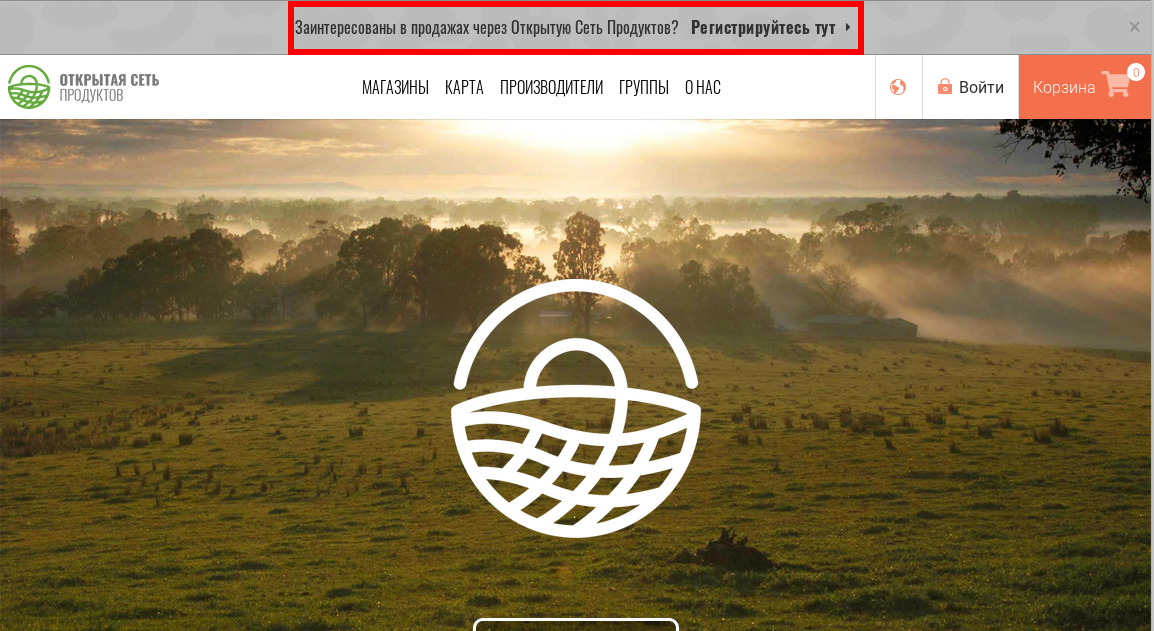 Заинтересованы в продажах через Открытую Сеть Продуктов? Регистрируйтесь тут
×
ОТКРЫТАЯ СЕТЬ
ПРОДУКТОВ
МАГАЗИНЫ КАРТА ПРОИЗВОДИТЕЛИ ГРУППЫ О НАС
Войти
Корзина 0